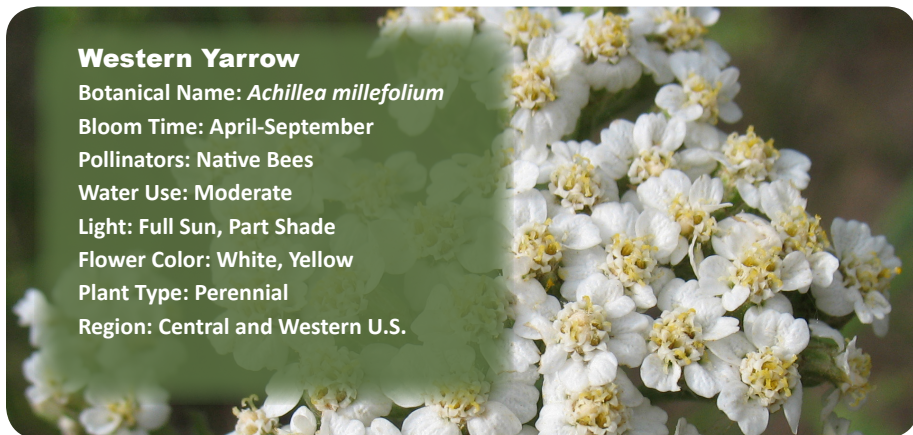 Western Yarrow
Botanical Name: Achillea millefolium
Bloom Time: April-September
Pollinators: Native Bees
Water Use: Moderate
Light: Full Sun, Part Shade
Flower Color: White, Yellow
Plant Type: Perennial
Region: Central and Western U.S.